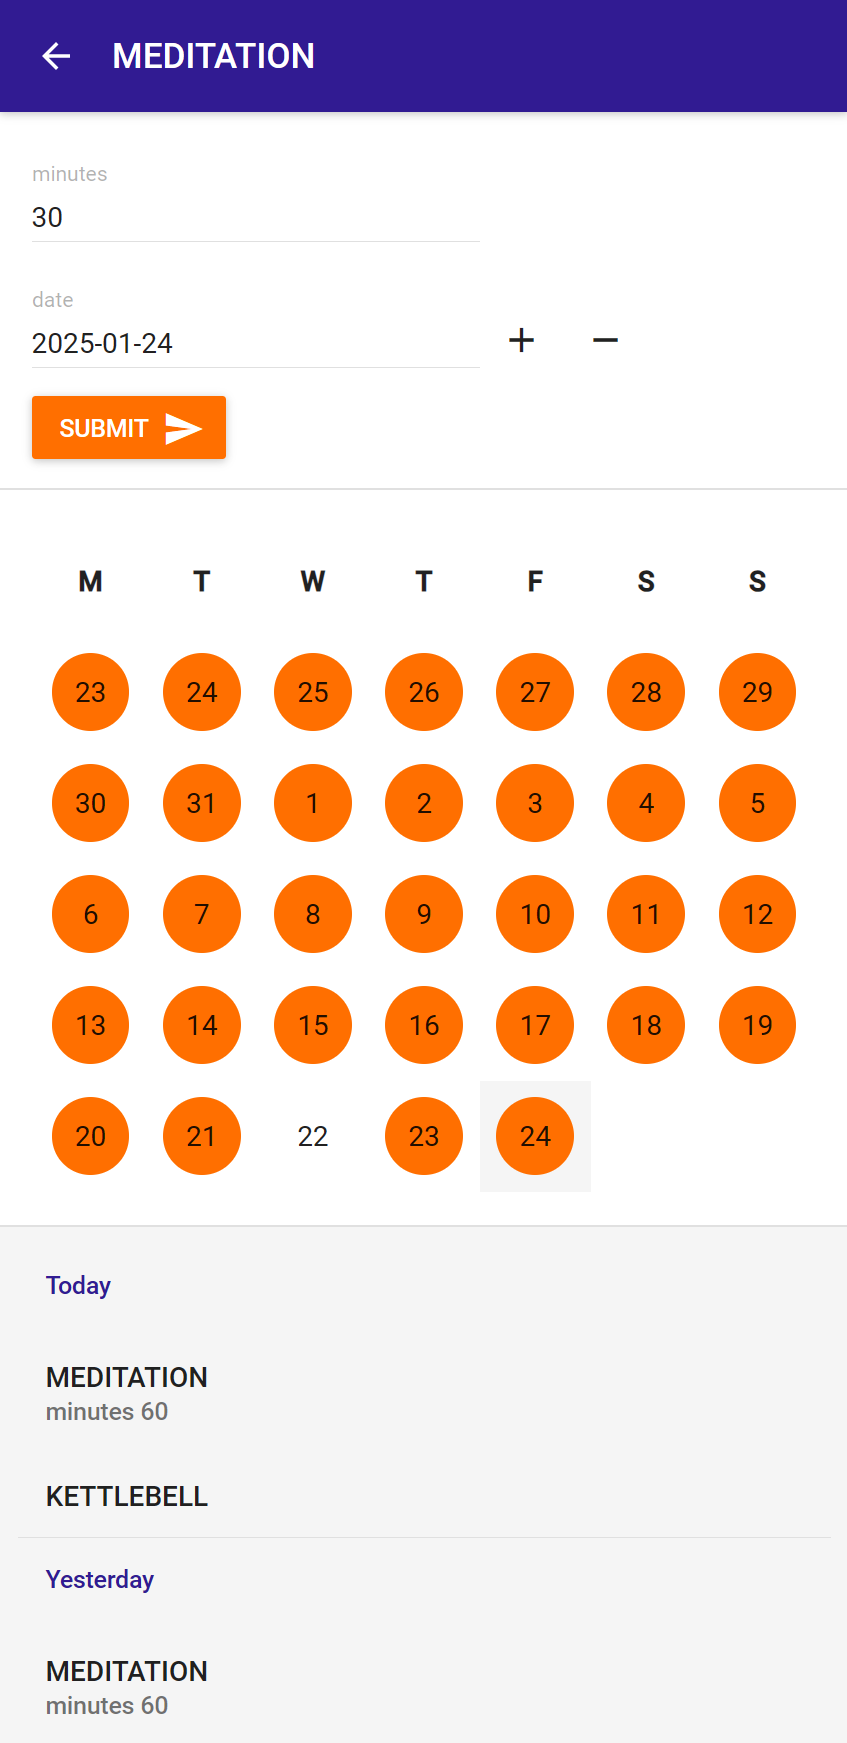 MEDITATION
minutes
30
date
2025-01-24
SUBMIT
M T W T F S S
23 24 25 26 27 28 29
30 31 1 2 3 4 5
6 7 8 9 10 11 12
13 14 15 16 17 18 19
20 21 22 23 24
Today
MEDITATION
minutes 60
KETTLEBELL
Yesterday
MEDITATION
minutes 60